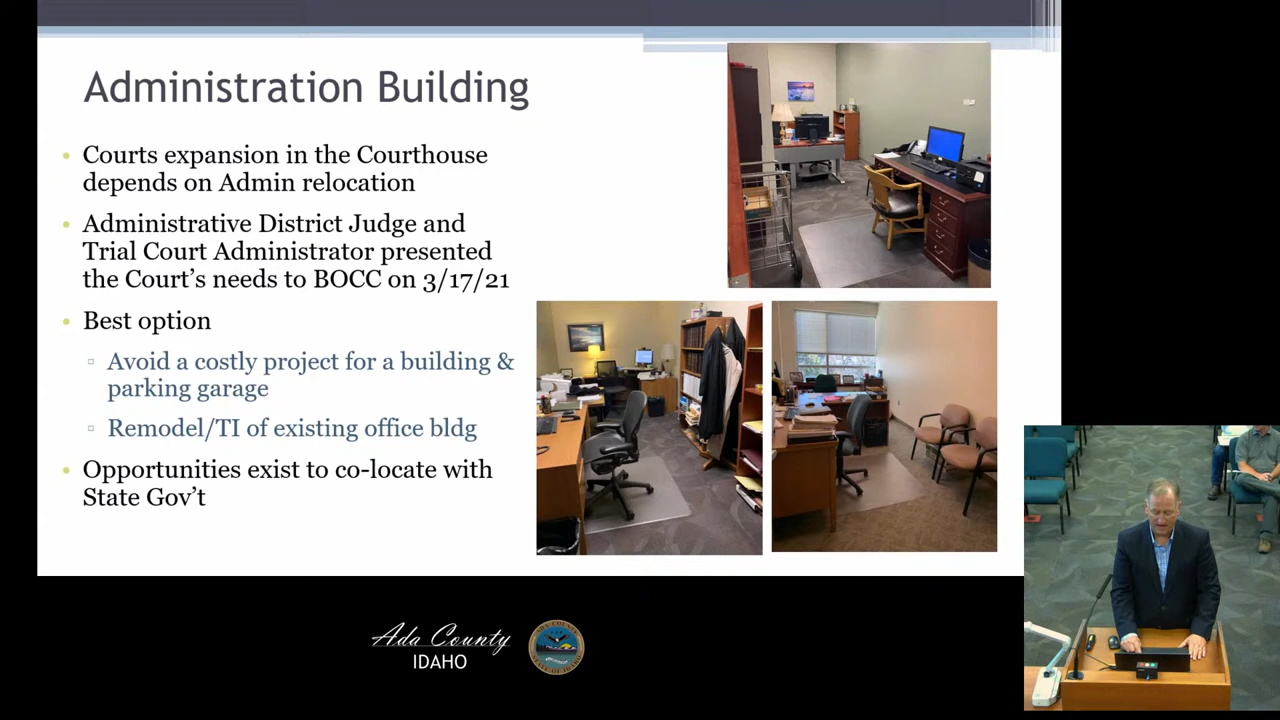 Administration Building
Courts expansion in the Courthouse
depends on Admin relocation
Administrative District Judge and
Trial Court Administrator presented
the Court's needs to BOCC on 3/17/21
Best option
Avoid a costly project for a building &
parking garage
Remodel/TI of existing office bldg
Opportunities exist to co-locate with
State Gov't
Ada County
IDAHO